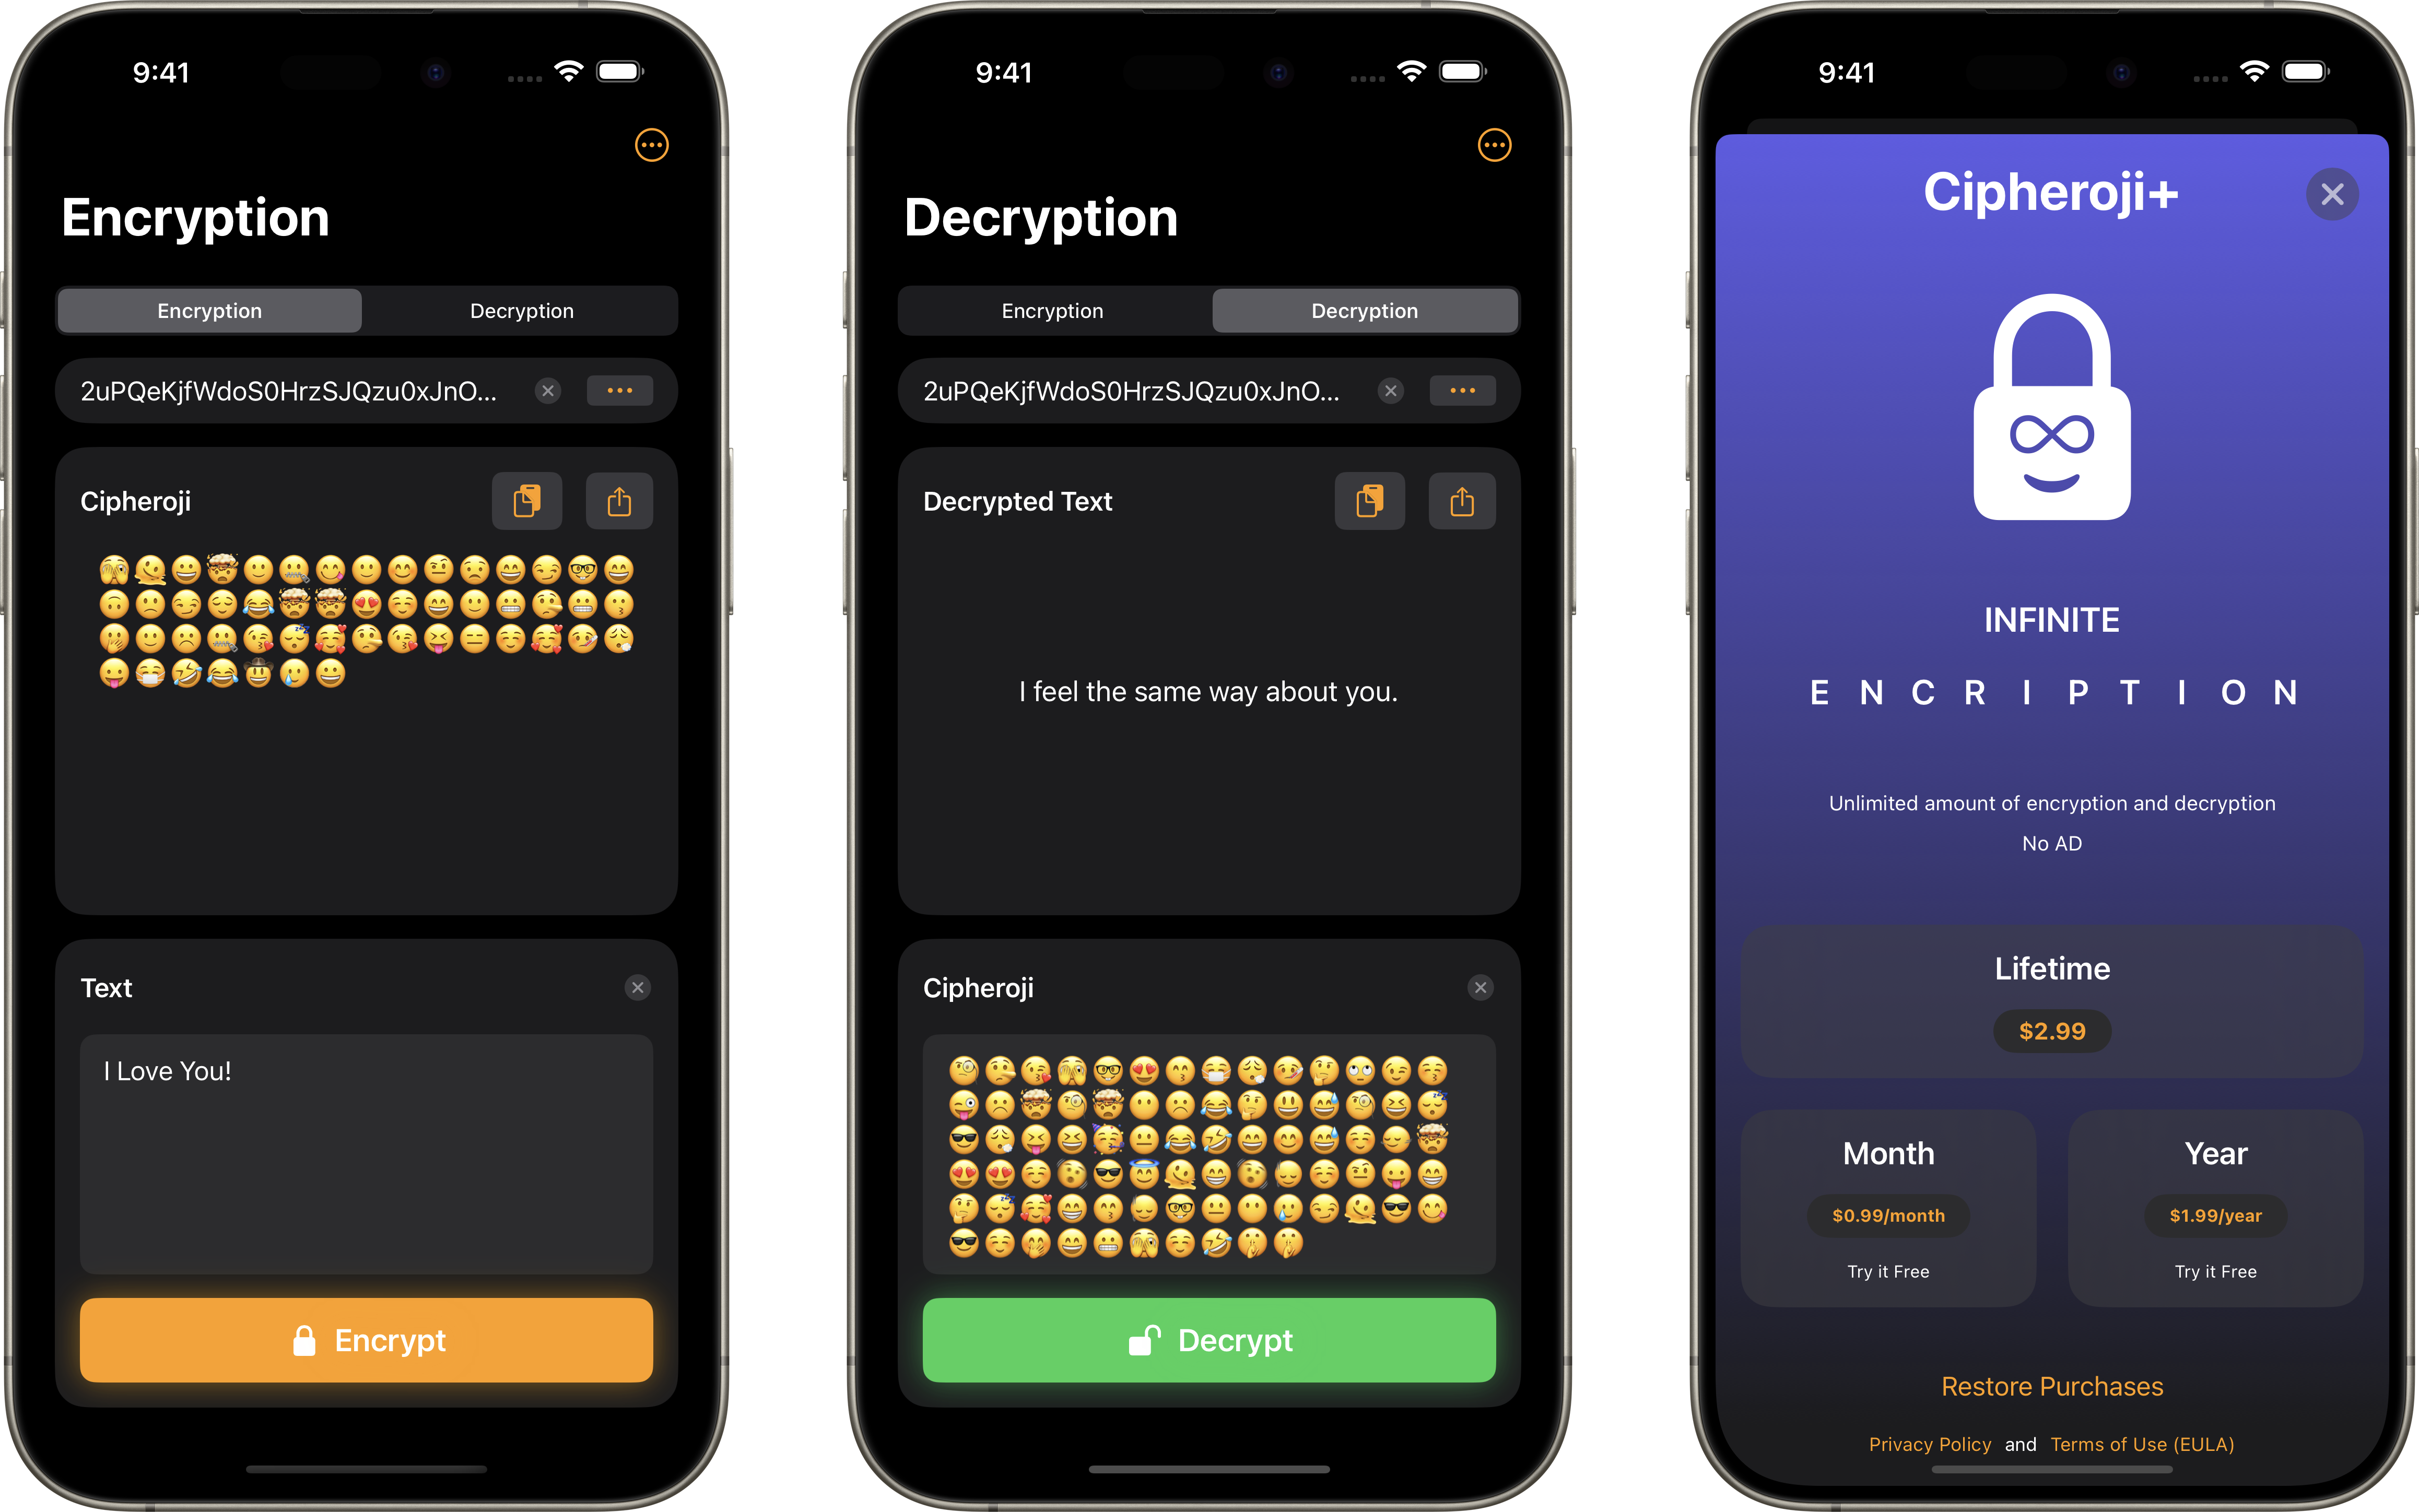 9:41
Encryption
Encryption Decryption
2uPQeKjfWdoS0HrzSJQzu0xJnO...
Cipheroji
🫣🫠😀🤯🙂🤐😋🙂😊🤨😟😄😏🤓😄
🙃🙁😏😌😂🤯🤯😍☺️😄🙂😬🤥😬😗
🫢🙂☹️🤐😘😴🥰🤥😘😝😑☺️🥰🤒😮‍💨
😛😷🤣😂🤠🥲😀
Text
I Love You!
Encrypt
9:41
Decryption
Encryption Decryption
2uPQeKjfWdoS0HrzSJQzu0xJnO...
Decrypted Text
I feel the same way about you.
Cipheroji
🧐🤥😘🫣🤓😍😙😷😮‍💨🤒🤔🙄😉😚
😜☹️🤯🧐🤯😶☹️😂🤔😃😅🧐😆😴
😎😮‍💨😝😆🥳😐😂🤣😄😊😅☺️😶‍🌫️🤯
😍😍☺️🫨😎😇🫠😁🫨😔☺️🤨😛😁
🤔😴🥰😁😙😔🤓😐😶🥲😏🫠😎😋
😎☺️🤭😄😬🫣☺️🤣🤫🤫
Decrypt
9:41
Cipheroji+
INFINITE
ENCRIPTION
Unlimited amount of encryption and decryption
No AD
Lifetime
$2.99
Month Year
$0.99/month $1.99/year
Try it Free Try it Free
Restore Purchases
Privacy Policy and Terms of Use (EULA)